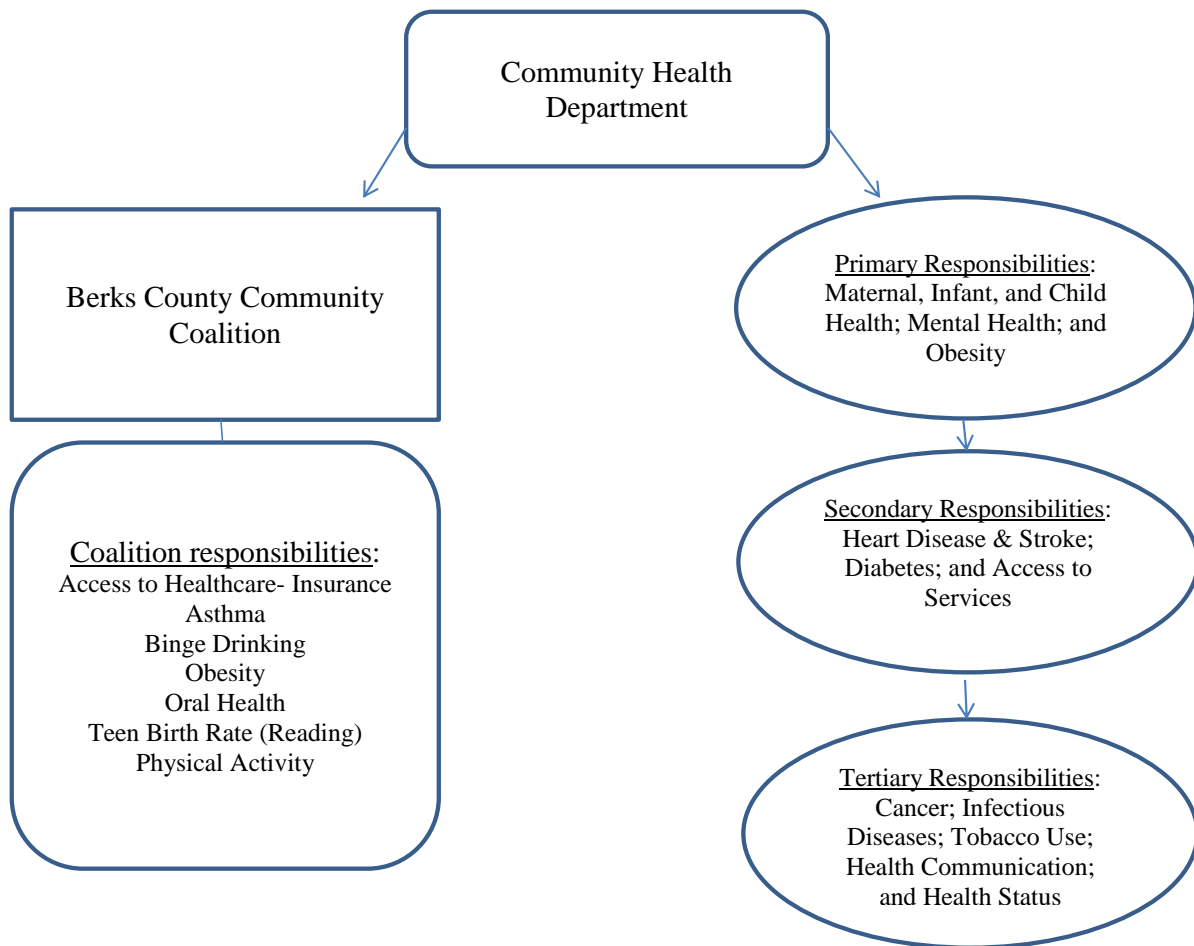 Community Health
Department
Berks County Community
Coalition
Coalition responsibilities:
Access to Healthcare- Insurance
Asthma
Binge Drinking
Obesity
Oral Health
Teen Birth Rate (Reading)
Physical Activity
Primary Responsibilities:
Maternal, Infant, and Child
Health; Mental Health; and
Obesity
Secondary Responsibilities:
Heart Disease & Stroke;
Diabetes; and Access to
Services
Tertiary Responsibilities:
Cancer; Infectious
Diseases; Tobacco Use;
Health Communication;
and Health Status